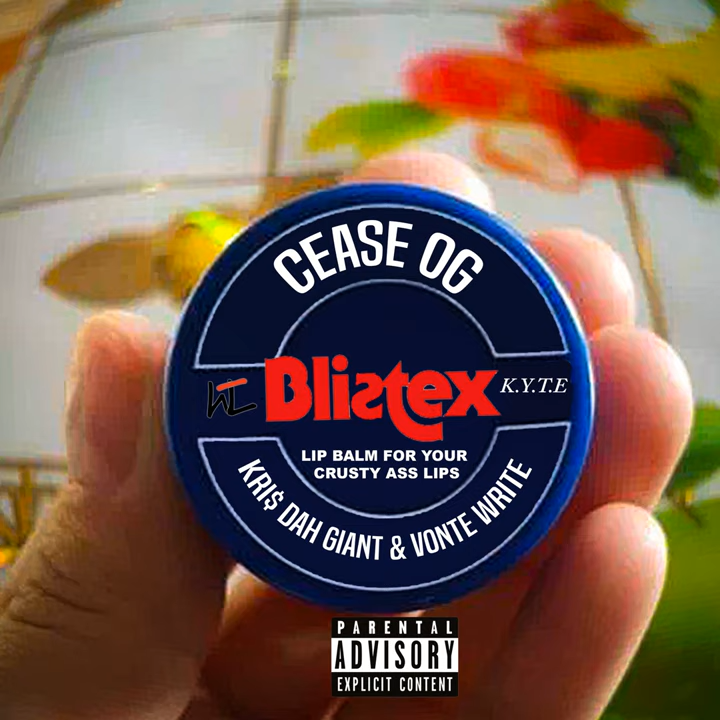 CEASE OG
Blistex
K.Y.T.E
LIP BALM FOR YOUR
CRUSTY ASS LIPS
KRI$ DAH GIANT & VONTE WRITE
PARENTAL
ADVISORY
EXPLICIT CONTENT